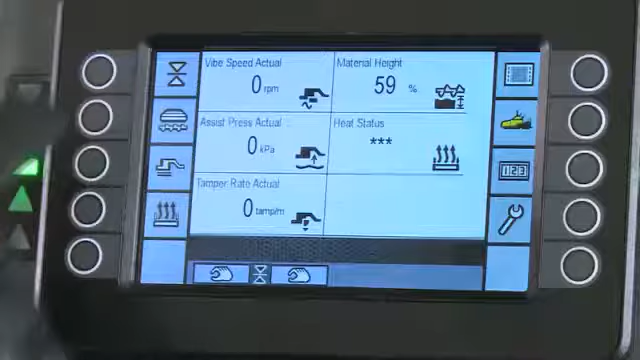 Vibe Speed Actual
0 rpm
Material Height
59 %
Assist Press Actual
0 kPa
Heat Status
***
Tamper Rate Actual
0 tamp/m
123